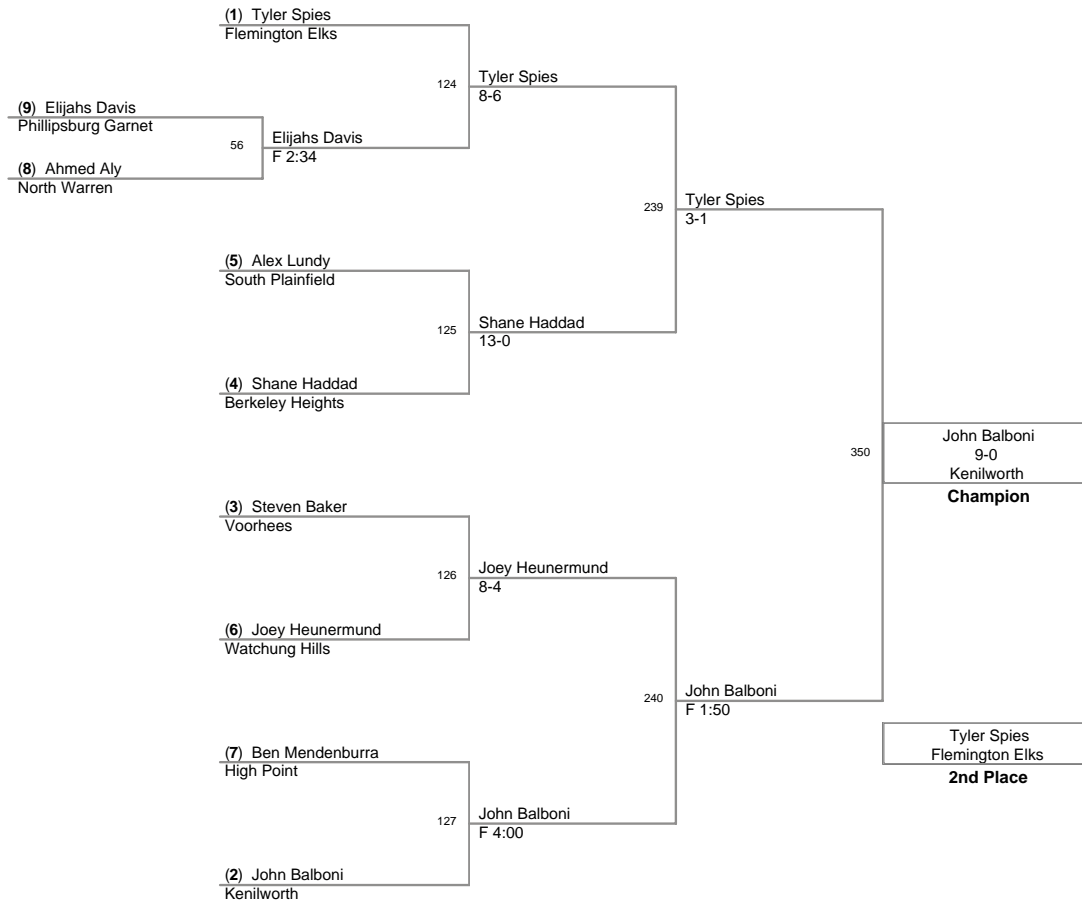 (1) Tyler Spies
Flemington Elks
124
Tyler Spies
8-6
(9) Elijahs Davis
Phillipsburg Garnet
56
Elijahs Davis
F 2:34
(8) Ahmed Aly
North Warren
239
Tyler Spies
3-1
(5) Alex Lundy
South Plainfield
125
Shane Haddad
13-0
(4) Shane Haddad
Berkeley Heights
350
John Balboni
9-0
Kenilworth
Champion
(3) Steven Baker
Voorhees
126
Joey Heunermund
8-4
(6) Joey Heunermund
Watchung Hills
240
John Balboni
F 1:50
Tyler Spies
Flemington Elks
2nd Place
(7) Ben Mendenburra
High Point
127
John Balboni
F 4:00
(2) John Balboni
Kenilworth